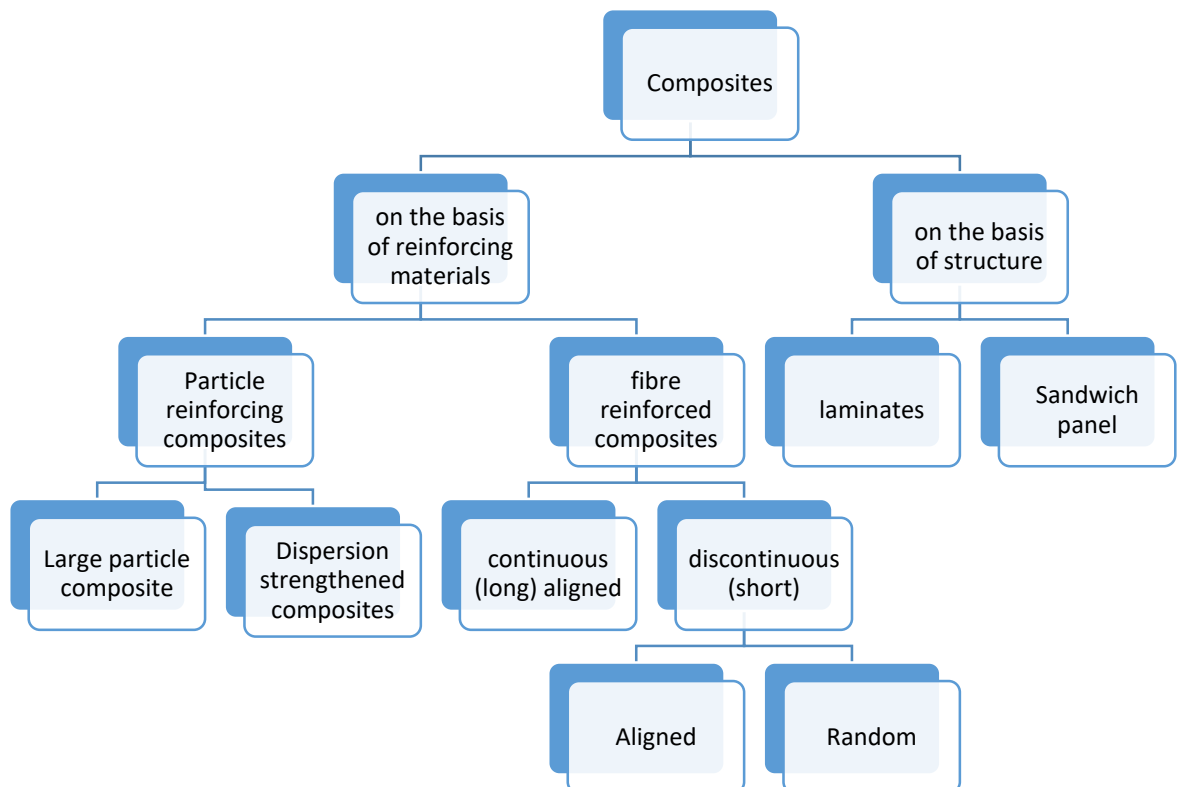 Composites
on the basis
of reinforcing
materials
on the basis
of structure
Particle
reinforcing
composites
fibre
reinforced
composites
laminates
Sandwich
panel
Large particle
composite
Dispersion
strengthened
composites
continuous
(long) aligned
discontinuous
(short)
Aligned
Random